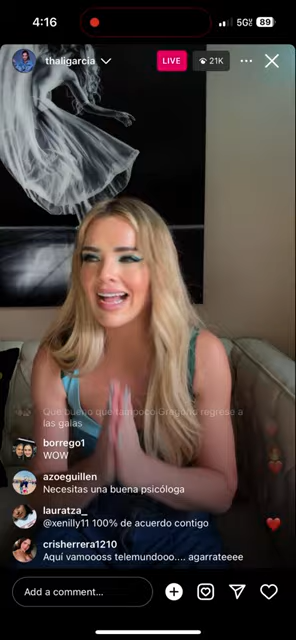 4:16
5G
89
thaligarcia
LIVE
21K
Que bueno que tampoco Gregorio regrese a
las galas
borrego1
WOW
azoeguillen
Necesitas una buena psicóloga
lauratza_
@xenilly11 100% de acuerdo contigo
crisherrera1210
Aquí vamoooss telemundooo.... agarrateeee
Add a comment...